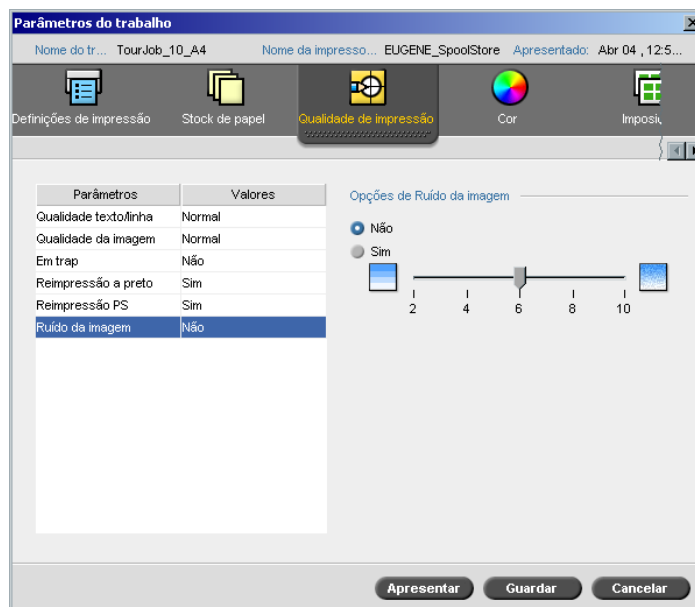 Parâmetros do trabalho
Nome do tr... TourJob_10_A4 Nome da impresso... EUGENE_SpoolStore Apresentado: Abr 04 , 12:5...
Definições de impressão Stock de papel Qualidade de impressão Cor Imposi
Parâmetros Valores
Qualidade texto/linha Normal
Qualidade da imagem Normal
Em trap Não
Reimpressão a preto Sim
Reimpressão PS Sim
Ruído da imagem Não
Opções de Ruído da imagem
Não
Sim
2 4 6 8 10
Apresentar Guardar Cancelar